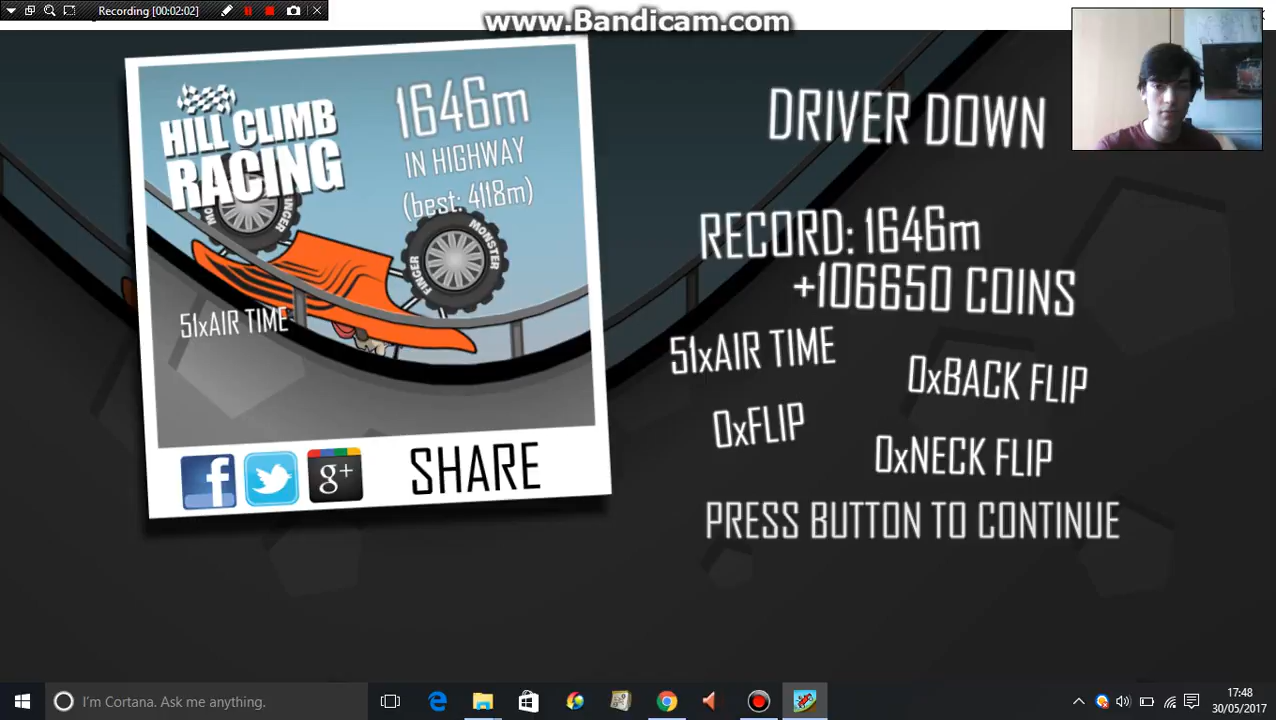 Recording [00:02:02]
www.Bandicam.com
HILL CLIMB
RACING
1646m
IN HIGHWAY
(best: 4118m)
MONSTER
FINGER
51xAIR TIME
SHARE
DRIVER DOWN
RECORD: 1646m
+106650 COINS
51xAIR TIME
0xBACK FLIP
0xFLIP
0xNECK FLIP
PRESS BUTTON TO CONTINUE
I'm Cortana. Ask me anything.
17:48
30/05/2017